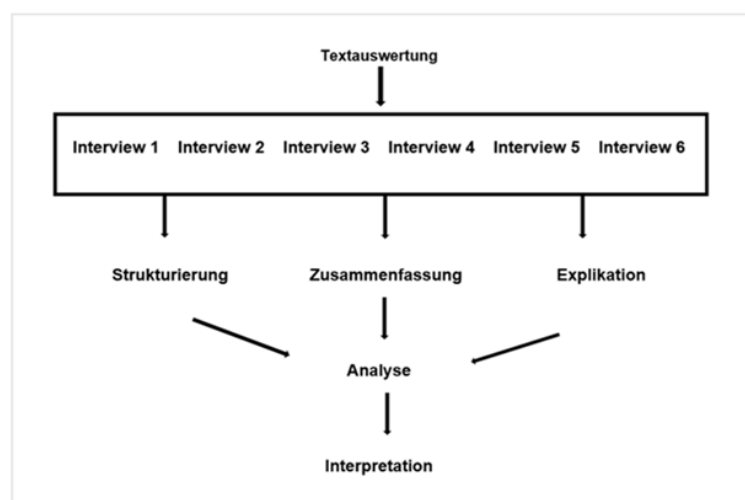 Textauswertung
Interview 1 Interview 2 Interview 3 Interview 4 Interview 5 Interview 6
Strukturierung Zusammenfassung Explikation
Analyse
Interpretation